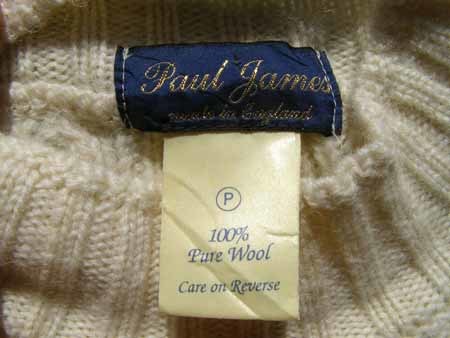 Paul James
made in England
P
100%
Pure Wool
Care on Reverse